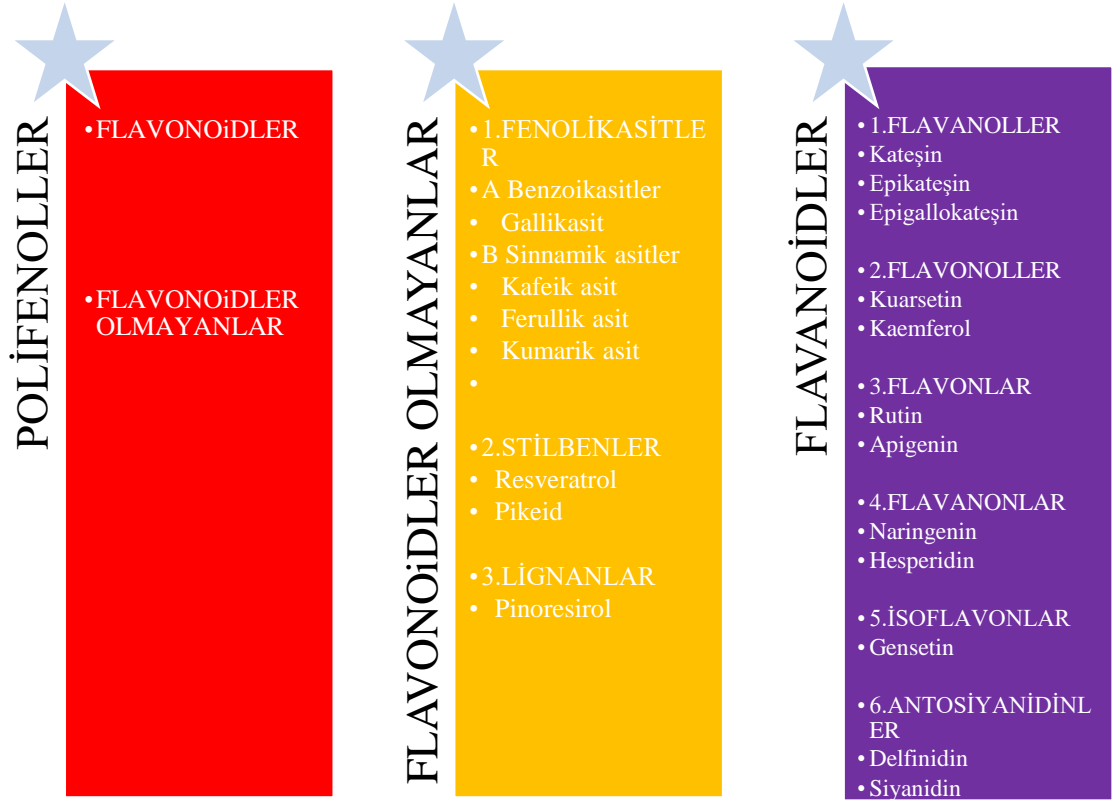 POLİFENOLLER
•FLAVONOiDLER
•FLAVONOiDLER
OLMAYANLAR
FLAVONOiDLER OLMAYANLAR
•1.FENOLİKASİTLE
R
•A Benzoikasitler
• Gallikasit
•B Sinnamik asitler
• Kafeik asit
• Ferullik asit
• Kumarik asit
•
•2.STİLBENLER
• Resveratrol
• Pikeid
•3.LİGNANLAR
• Pinoresirol
FLAVANOİDLER
•1.FLAVANOLLER
•Kateşin
•Epikateşin
•Epigallokateşin
•2.FLAVONOLLER
•Kuarsetin
•Kaemferol
•3.FLAVONLAR
•Rutin
•Apigenin
•4.FLAVANONLAR
•Naringenin
•Hesperidin
•5.İSOFLAVONLAR
•Gensetin
•6.ANTOSİYANİDİNL
ER
•Delfinidin
•Siyanidin